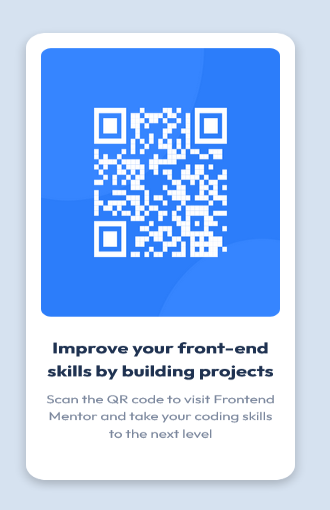 Improve your front-end
skills by building projects
Scan the QR code to visit Frontend
Mentor and take your coding skills
to the next level